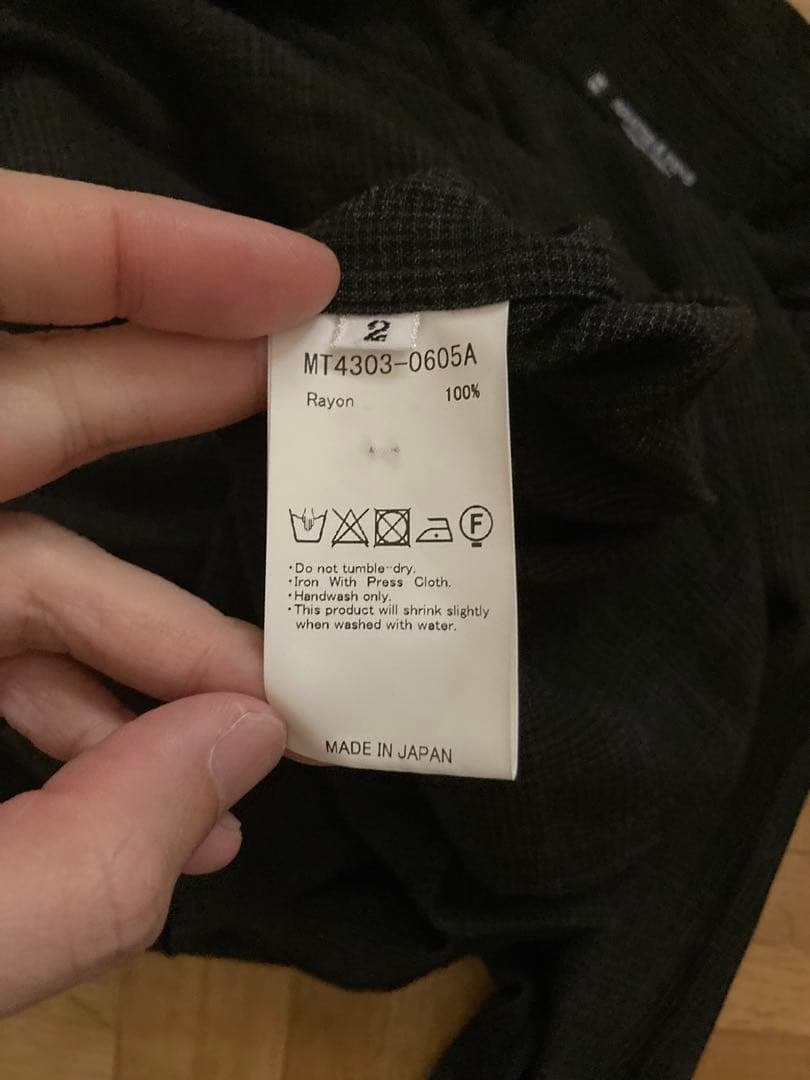 2
MT4303-0605A
Rayon 100%
F
・Do not tumble-dry.
・Iron With Press Cloth.
・Handwash only.
・This product will shrink slightly
when washed with water.
MADE IN JAPAN